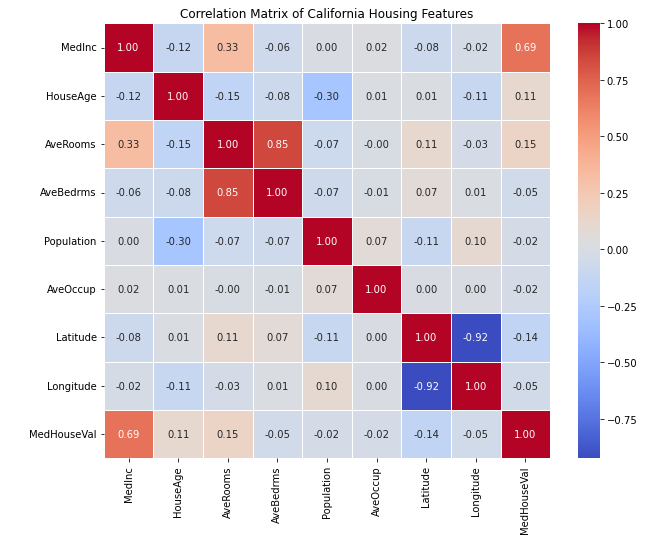 Correlation Matrix of California Housing Features
MedInc 1.00 -0.12 0.33 -0.06 0.00 0.02 -0.08 -0.02 0.69
HouseAge -0.12 1.00 -0.15 -0.08 -0.30 0.01 0.01 -0.11 0.11
AveRooms 0.33 -0.15 1.00 0.85 -0.07 -0.00 0.11 -0.03 0.15
AveBedrms -0.06 -0.08 0.85 1.00 -0.07 -0.01 0.07 0.01 -0.05
Population 0.00 -0.30 -0.07 -0.07 1.00 0.07 -0.11 0.10 -0.02
AveOccup 0.02 0.01 -0.00 -0.01 0.07 1.00 0.00 0.00 -0.02
Latitude -0.08 0.01 0.11 0.07 -0.11 0.00 1.00 -0.92 -0.14
Longitude -0.02 -0.11 -0.03 0.01 0.10 0.00 -0.92 1.00 -0.05
MedHouseVal 0.69 0.11 0.15 -0.05 -0.02 -0.02 -0.14 -0.05 1.00
MedInc HouseAge AveRooms AveBedrms Population AveOccup Latitude Longitude MedHouseVal
1.00
0.75
0.50
0.25
0.00
−0.25
−0.50
−0.75